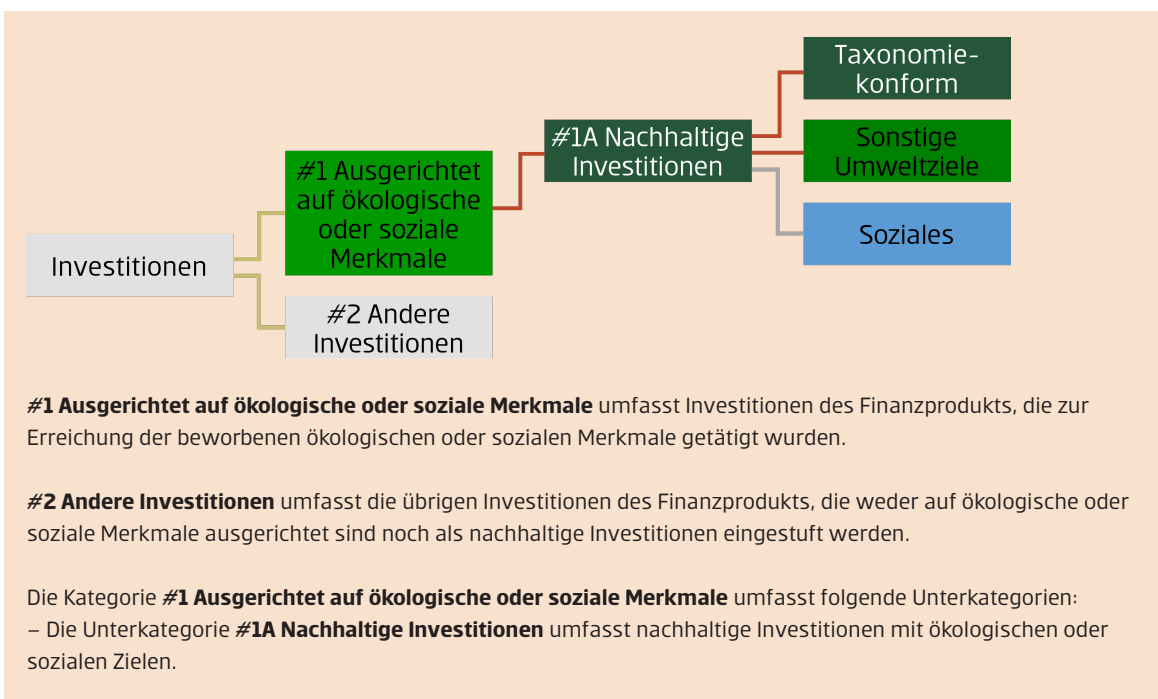 Taxonomie-
konform
#1A Nachhaltige
Investitionen
Sonstige
Umweltziele
#1 Ausgerichtet
auf ökologische
oder soziale
Merkmale
Soziales
Investitionen
#2 Andere
Investitionen
#1 Ausgerichtet auf ökologische oder soziale Merkmale umfasst Investitionen des Finanzprodukts, die zur
Erreichung der beworbenen ökologischen oder sozialen Merkmale getätigt wurden.
#2 Andere Investitionen umfasst die übrigen Investitionen des Finanzprodukts, die weder auf ökologische oder
soziale Merkmale ausgerichtet sind noch als nachhaltige Investitionen eingestuft werden.
Die Kategorie #1 Ausgerichtet auf ökologische oder soziale Merkmale umfasst folgende Unterkategorien:
– Die Unterkategorie #1A Nachhaltige Investitionen umfasst nachhaltige Investitionen mit ökologischen oder
sozialen Zielen.